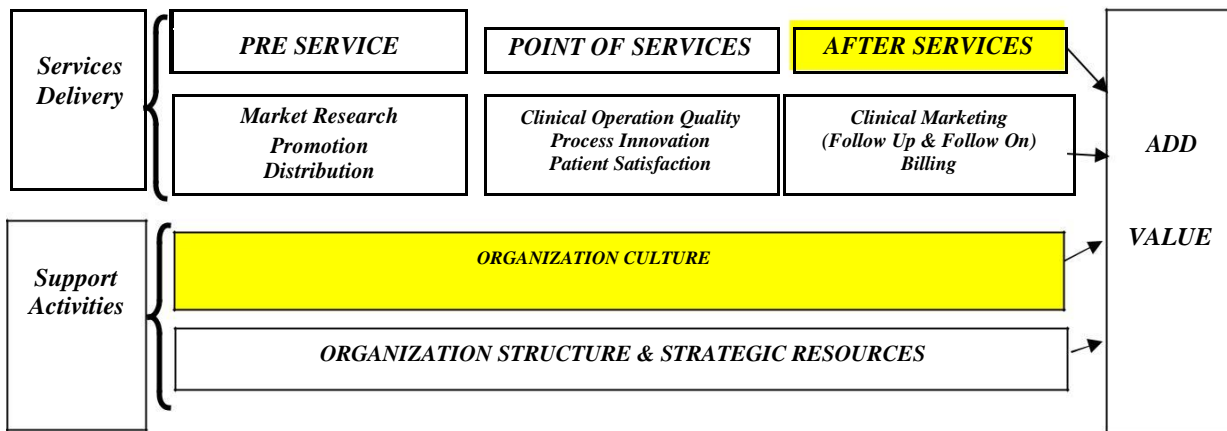 PRE SERVICE
POINT OF SERVICES
AFTER SERVICES
Services
Delivery
Market Research
Promotion
Distribution
Clinical Operation Quality
Process Innovation
Patient Satisfaction
Clinical Marketing
(Follow Up & Follow On)
Billing
ADD
VALUE
Support
Activities
ORGANIZATION CULTURE
ORGANIZATION STRUCTURE & STRATEGIC RESOURCES